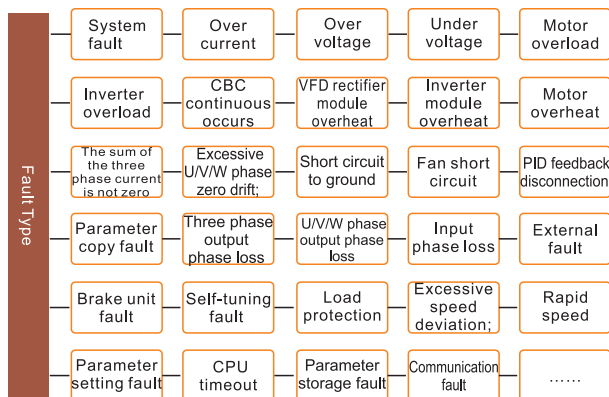 Fault Type
System
fault
Over
current
Over
voltage
Under
voltage
Motor
overload
Inverter
overload
CBC
continuous
occurs
VFD rectifier
module
overheat
Inverter
module
overheat
Motor
overheat
The sum of
the three
phase current
is not zero
Excessive
U/V/W phase
zero drift;
Short circuit
to ground
Fan short
circuit
PID feedback
disconnection
Parameter
copy fault
Three phase
output
phase loss
U/V/W phase
output phase
loss
Input
phase loss
External
fault
Brake unit
fault
Self-tuning
fault
Load
protection
Excessive
speed
deviation;
Rapid
speed
Parameter
setting fault
CPU
timeout
Parameter
storage fault
Communication
fault
……